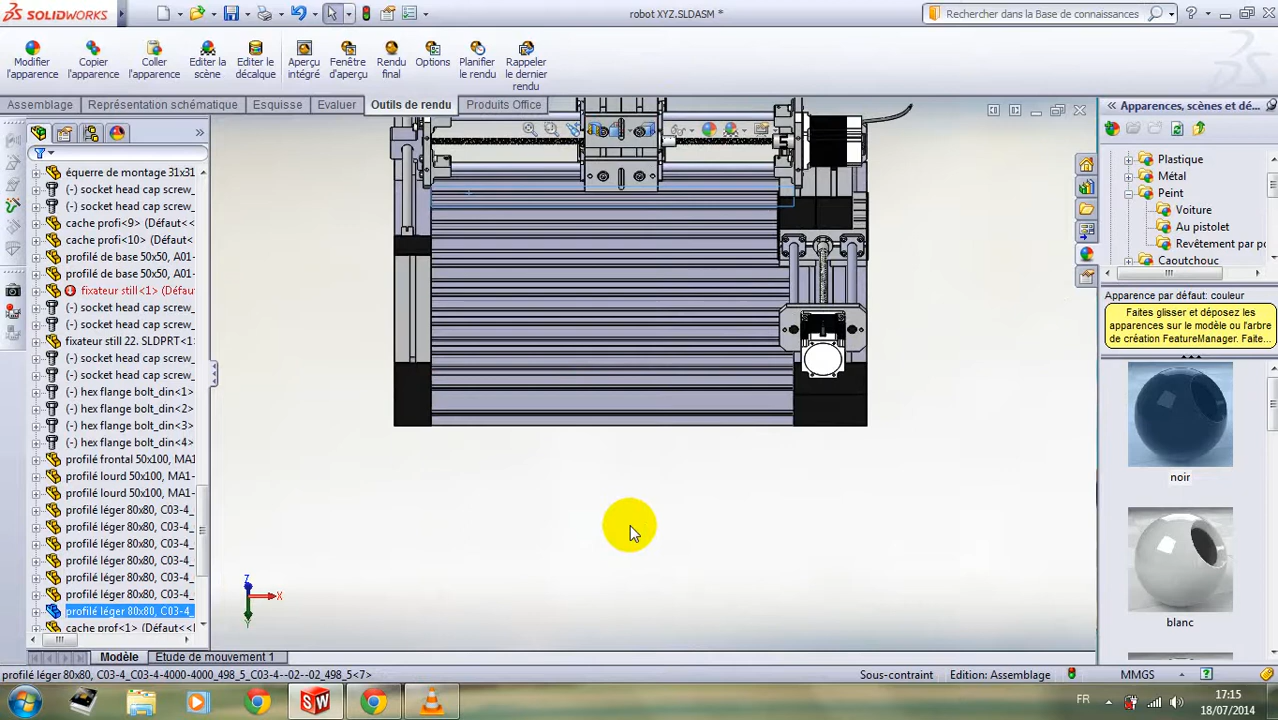 SOLIDWORKS
robot XYZ.SLDASM *
Rechercher dans la Base de connaissances
Modifier l'apparence
Copier l'apparence
Coller l'apparence
Editer la scène
Editer le décalque
Aperçu intégré
Fenêtre d'aperçu
Rendu final
Options
Planifier le rendu
Rappeler le dernier rendu
Assemblage
Représentation schématique
Esquisse
Evaluer
Outils de rendu
Produits Office
Apparences, scènes et dé...
équerre de montage 31x31
(-) socket head cap screw_
(-) socket head cap screw_
cache profi<9> (Défaut<<
cache profi<10> (Défaut<
profilé de base 50x50, A01-
profilé de base 50x50, A01-
fixateur still<1> (Défau
(-) socket head cap screw_
(-) socket head cap screw_
fixateur still 22. SLDPRT<1
(-) socket head cap screw_
(-) socket head cap screw_
(-) hex flange bolt_din<1>
(-) hex flange bolt_din<2>
(-) hex flange bolt_din<3>
(-) hex flange bolt_din<4>
profilé frontal 50x100, MA1
profilé lourd 50x100, MA1-
profilé lourd 50x100, MA1-
profilé léger 80x80, C03-4_
profilé léger 80x80, C03-4_
profilé léger 80x80, C03-4_
profilé léger 80x80, C03-4_
profilé léger 80x80, C03-4_
profilé léger 80x80, C03-4_
profilé léger 80x80, C03-4_
cache prof<1> (Défaut<<
Plastique
Métal
Peint
Voiture
Au pistolet
Revêtement par po
Caoutchouc
Apparence par défaut: couleur
Faites glisser et déposez les
apparences sur le modèle ou l'arbre
de création FeatureManager. Faite...
noir
blanc
Z
X
Y
Modèle
Etude de mouvement 1
profilé léger 80x80, C03-4_C03-4-4000-4000_498_5_C03-4--02--02_498_5<7>
Sous-contraint
Edition: Assemblage
MMGS
FR
17:15
18/07/2014